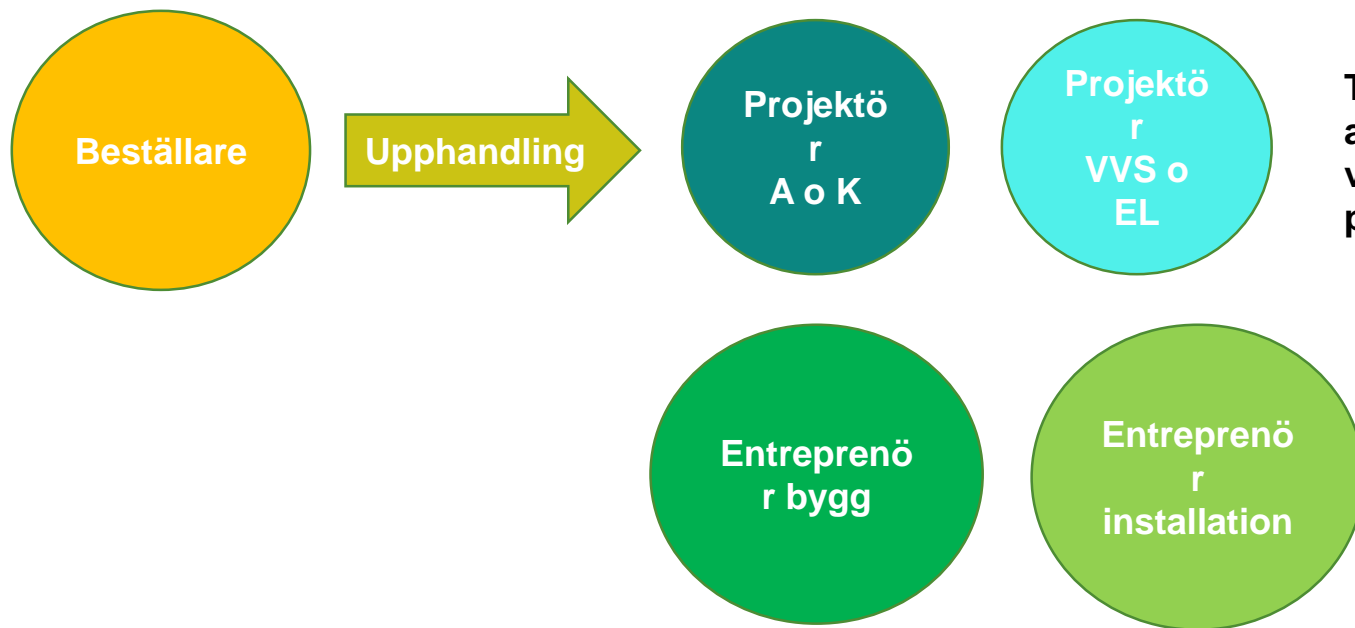 Beställare
Upphandling
Projektö
r
A o K
Projektö
r
VVS o
EL
Entreprenö
r bygg
Entreprenö
r
installation